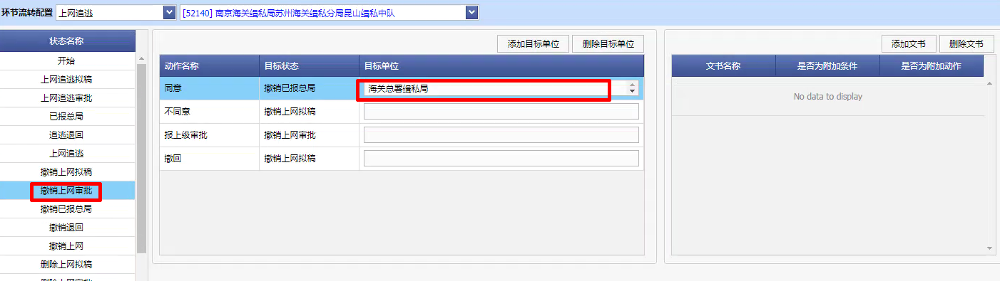 环节流转配置 上网追逃 [52140] 南京海关缉私局苏州海关缉私分局昆山缉私中队
状态名称
开始
上网追逃拟稿
上网追逃审批
已报总局
追逃退回
上网追逃
撤销上网拟稿
撤销上网审批
撤销已报总局
撤销退回
撤销上网
删除上网拟稿
删除上网审批
添加目标单位 删除目标单位
动作名称 目标状态 目标单位
同意 撤销已报总局 海关总署缉私局
不同意 撤销上网拟稿
报上级审批 撤销上网审批
撤回 撤销上网拟稿
添加文书 删除文书
文书名称 是否为附加条件 是否为附加动作
No data to display